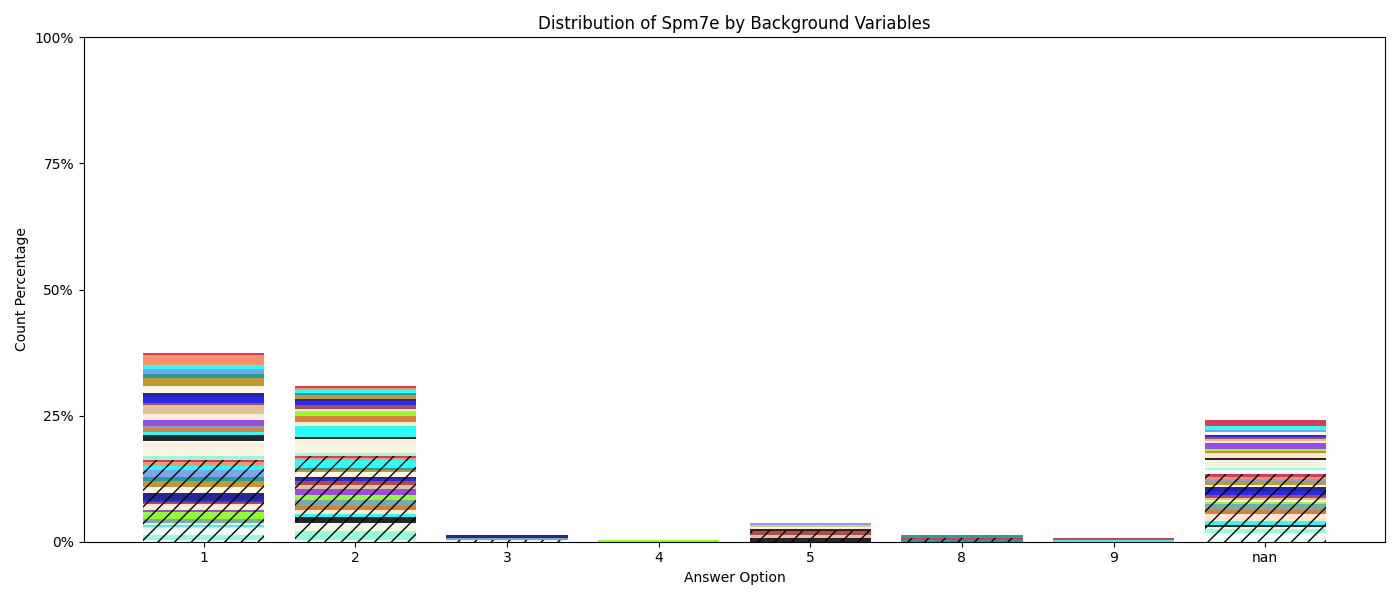 Distribution of Spm7e by Background Variables
100%
75%
50%
25%
0%
Count Percentage
1 2 3 4 5 8 9 nan
Answer Option